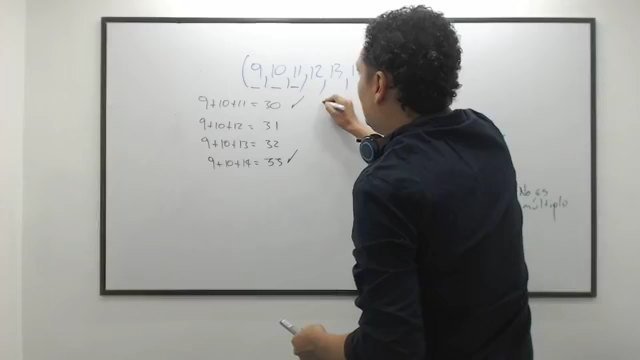 (9, 10, 11, 12, 13, 1
9+10+11 = 30 ✓
9+10+12 = 31
9+10+13 = 32
9+10+14 = 33 ✓
No es
múltiplo